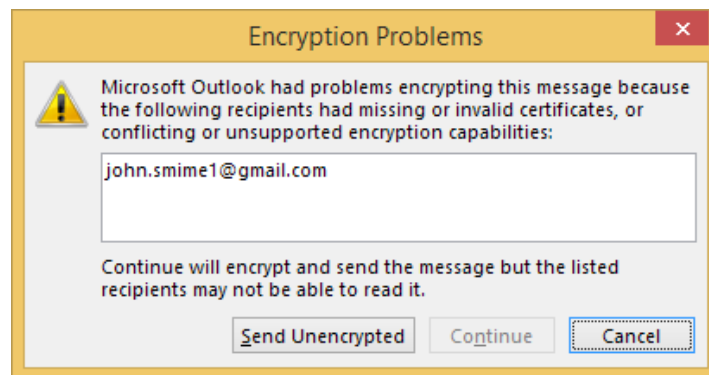 Encryption Problems
Microsoft Outlook had problems encrypting this message because
the following recipients had missing or invalid certificates, or
conflicting or unsupported encryption capabilities:
john.smime1@gmail.com
Continue will encrypt and send the message but the listed
recipients may not be able to read it.
Send Unencrypted Continue Cancel